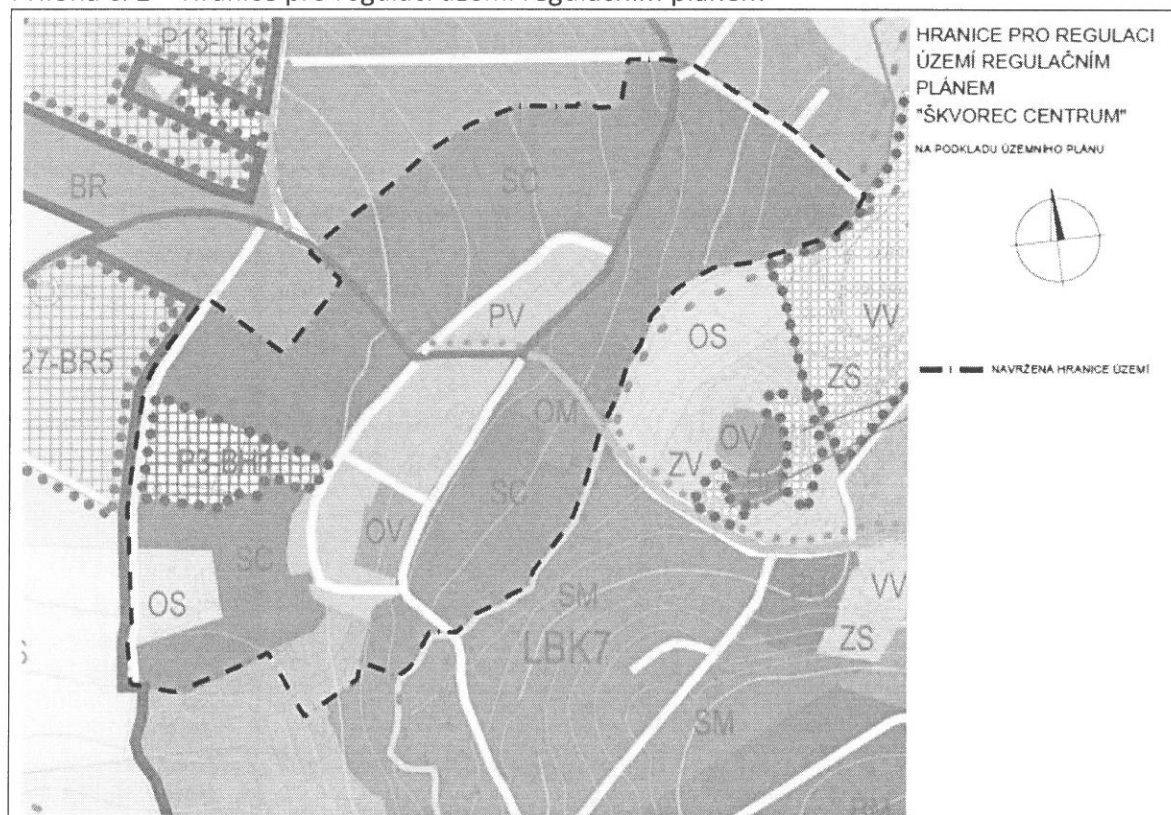 HRANICE PRO REGULACI
ÚZEMÍ REGULAČNÍM
PLÁNEM
"ŠKVOREC CENTRUM"
NA PODKLADU ÚZEMNÍHO PLÁNU
NAVRŽENA HRANICE ÚZEMÍ
P13-TI3
BR
SC
PV
OS
VV
27-BR5
ZS
OM
OV
ZV
SC
OV
SC
OS
SM
LBK7
VV
ZS
SM